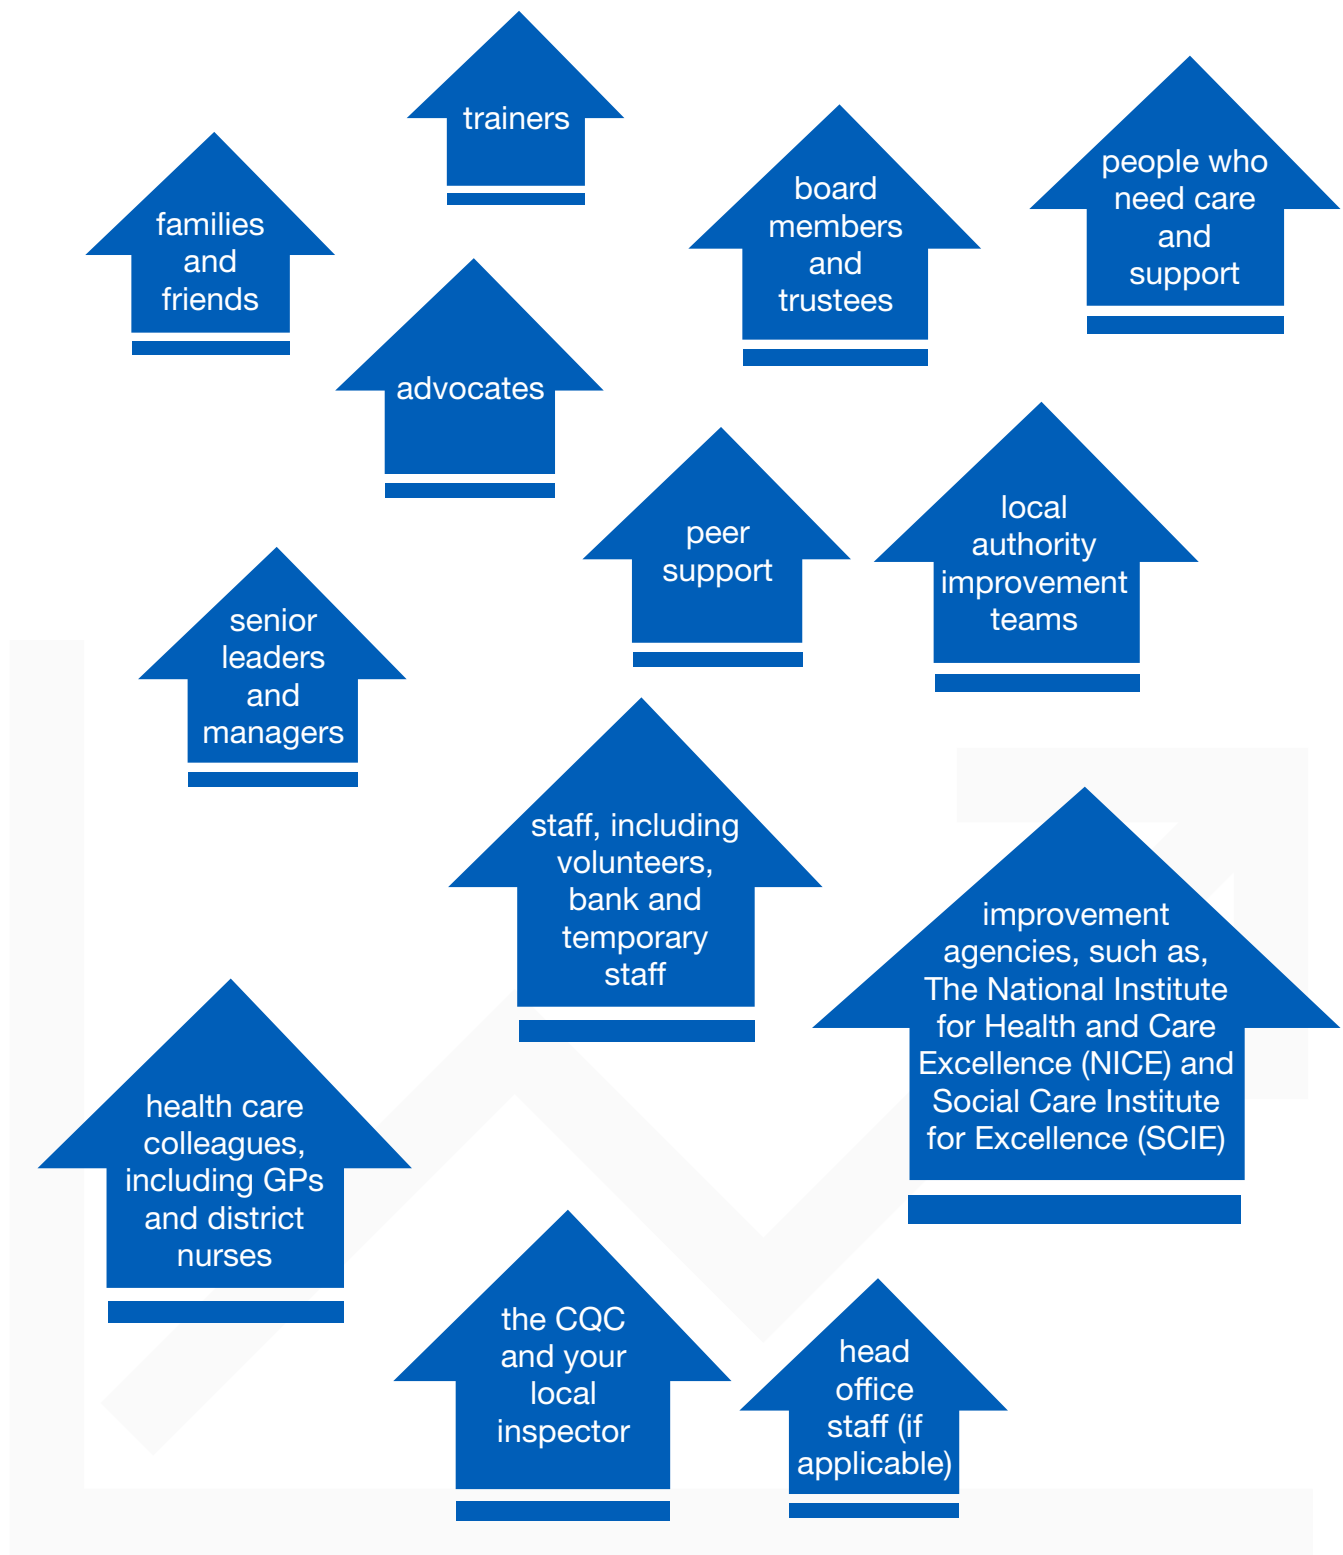 trainers
families
and
friends
board
members
and
trustees
people who
need care
and
support
advocates
peer
support
local
authority
improvement
teams
senior
leaders
and
managers
staff, including
volunteers,
bank and
temporary
staff
improvement
agencies, such as,
The National Institute
for Health and Care
Excellence (NICE) and
Social Care Institute
for Excellence (SCIE)
health care
colleagues,
including GPs
and district
nurses
the CQC
and your
local
inspector
head
office
staff (if
applicable)